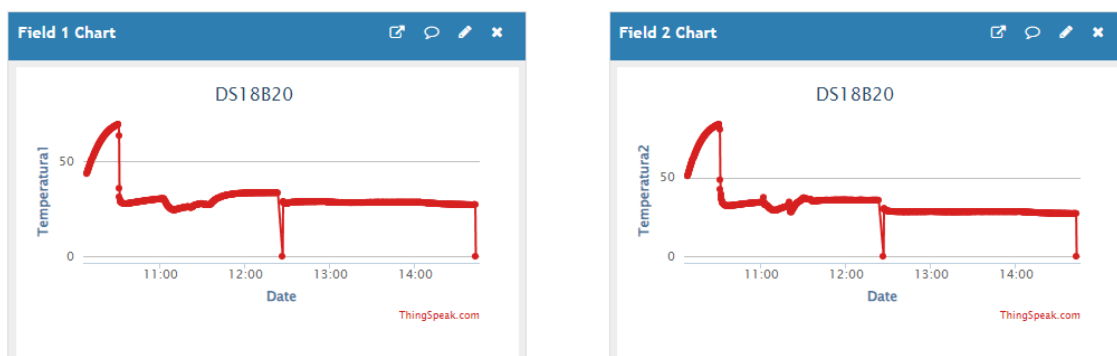 Field 1 Chart
DS18B20
Temperatura1
50
0
11:00 12:00 13:00 14:00
Date
ThingSpeak.com
Field 2 Chart
DS18B20
Temperatura2
50
0
11:00 12:00 13:00 14:00
Date
ThingSpeak.com